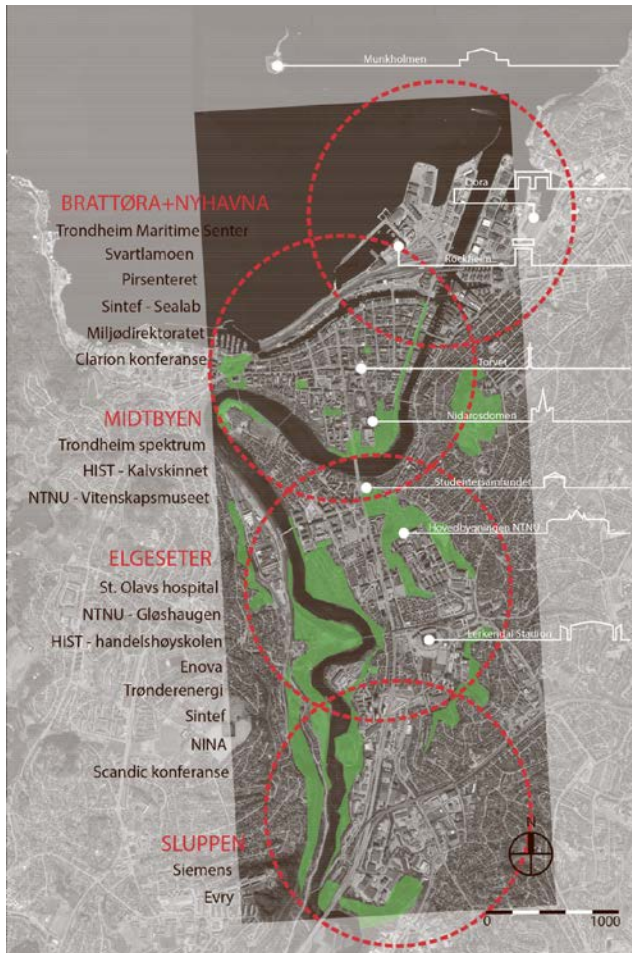 Munkholmen
Dora
BRATTØRA+NYHAVNA
Trondheim Maritime Senter
Rockheim
Svartlamoen
Pirsenteret
Sintef - Sealab
Miljødirektoratet
Clarion konferanse
Torvet
MIDTBYEN
Nidarosdomen
Trondheim spektrum
HIST - Kalvskinnet
Studentersamfundet
NTNU - Vitenskapsmuseet
Hovedbygningen NTNU
ELGESETER
St. Olavs hospital
NTNU - Gløshaugen
HiST - handelshøyskolen
Lerkendal Stadion
Enova
Trønderenergi
Sintef
NINA
Scandic konferanse
N
SLUPPEN
Siemens
Evry
0 1000